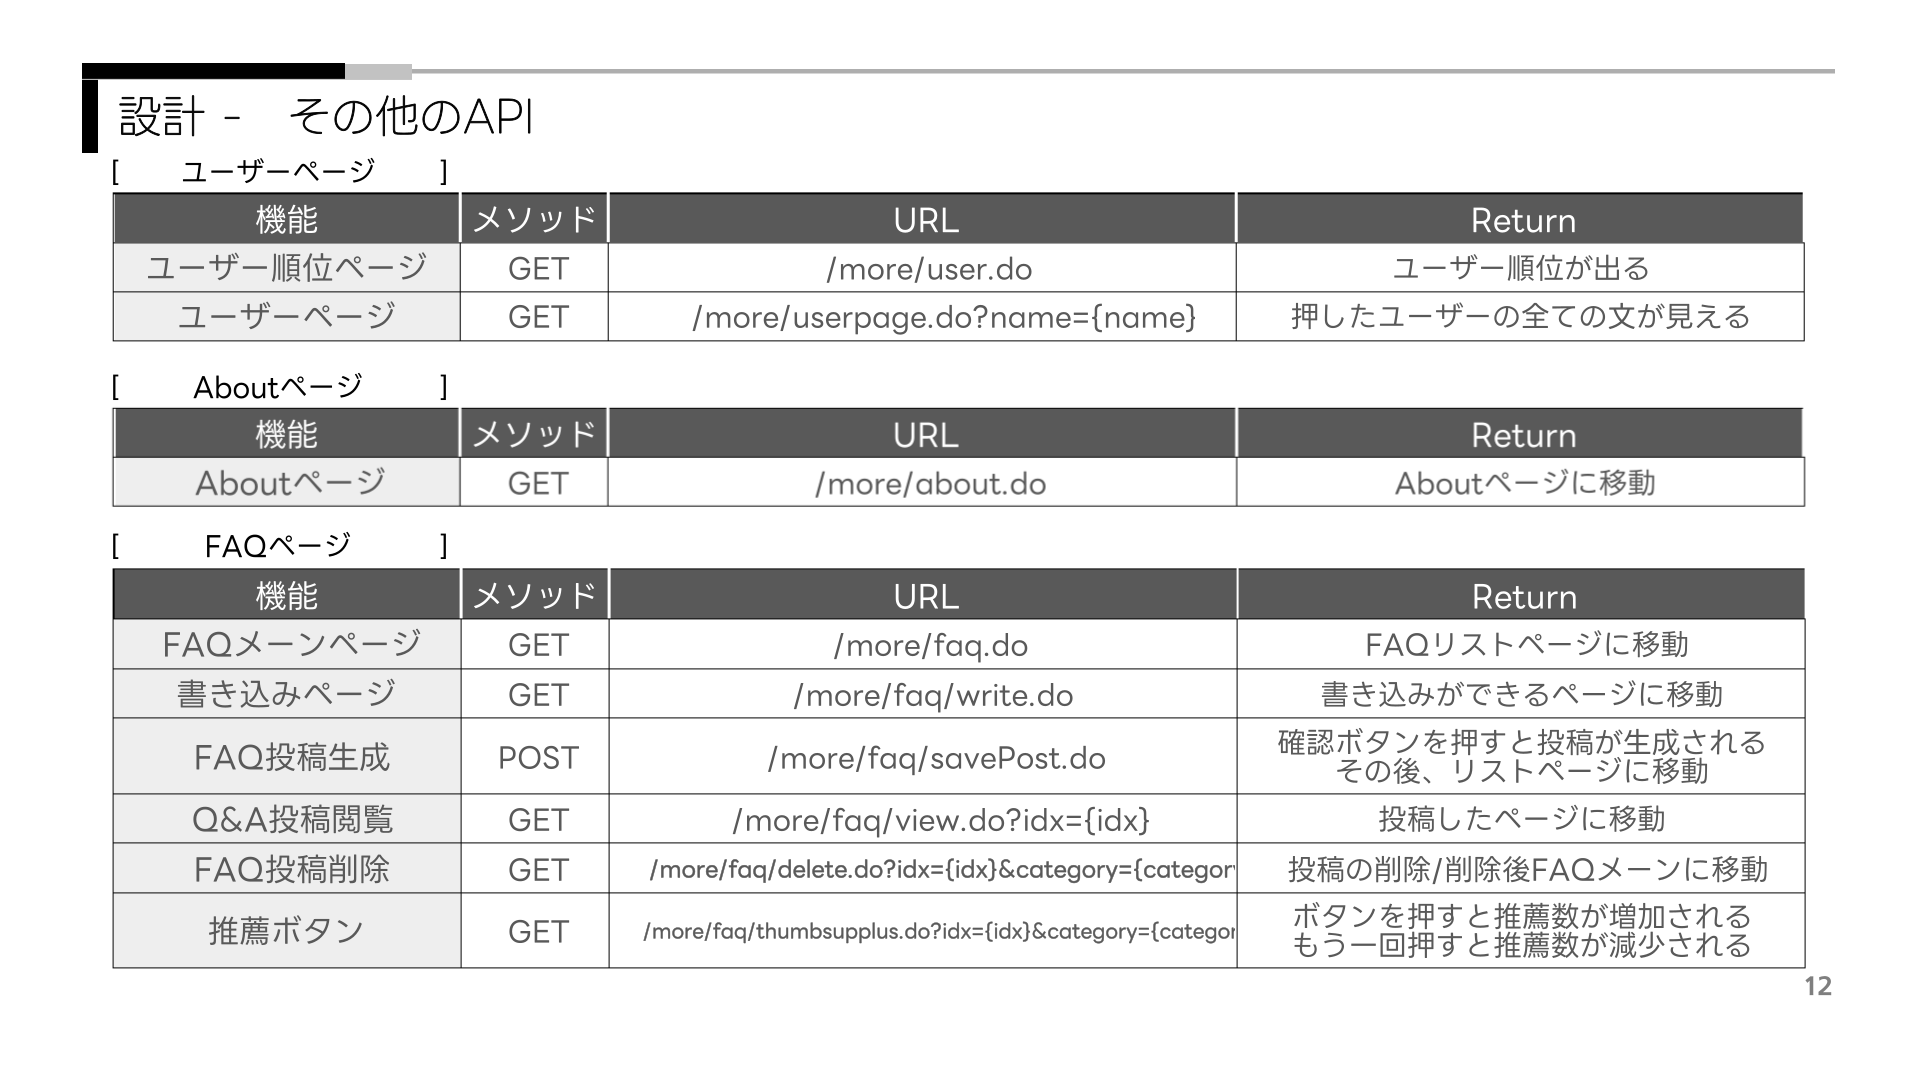 設計 - その他のAPI
[ ユーザーページ ]
機能 メソッド URL Return
ユーザー順位ページ GET /more/user.do ユーザー順位が出る
ユーザーページ GET /more/userpage.do?name={name} 押したユーザーの全ての文が見える
[ Aboutページ ]
機能 メソッド URL Return
Aboutページ GET /more/about.do Aboutページに移動
[ FAQページ ]
機能 メソッド URL Return
FAQメーンページ GET /more/faq.do FAQリストページに移動
書き込みページ GET /more/faq/write.do 書き込みができるページに移動
FAQ投稿生成 POST /more/faq/savePost.do 確認ボタンを押すと投稿が生成される
その後、リストページに移動
Q&A投稿閲覧 GET /more/faq/view.do?idx={idx} 投稿したページに移動
FAQ投稿削除 GET /more/faq/delete.do?idx={idx}&category={category 投稿の削除/削除後FAQメーンに移動
推薦ボタン GET /more/faq/thumbsupplus.do?idx={idx}&category={categor ボタンを押すと推薦数が増加される
もう一回押すと推薦数が減少される
12